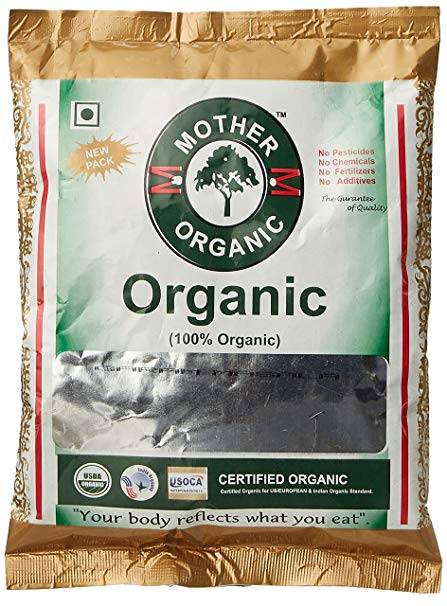 MOTHER
ORGANIC
M M
TM
NEW
PACK
No Pesticides
No Chemicals
No Fertilizers
No Additives
The Gurantee
of Quality
Organic
(100% Organic)
USDA
ORGANIC
USOCA
CERTIFIED ORGANIC
Certified Organic for US/EUROPEAN & Indian Organic Standard.
"Your body reflects what you eat".